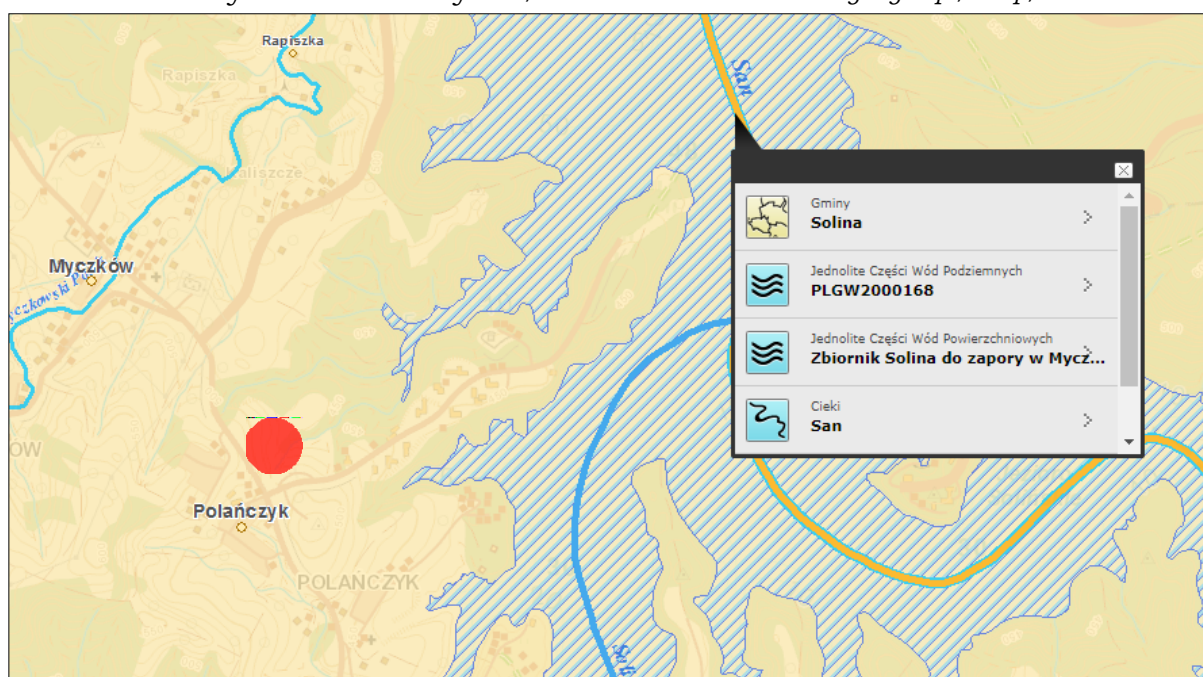 Rapiszka
Rapiszka
San
Gminy
Solina
Myczków
Jednolite Części Wód Podziemnych
PLGW2000168
Jednolite Części Wód Powierzchniowych
Zbiornik Solina do zapory w Mycz...
Cieki
San
Polańczyk
POLAŃCZYK